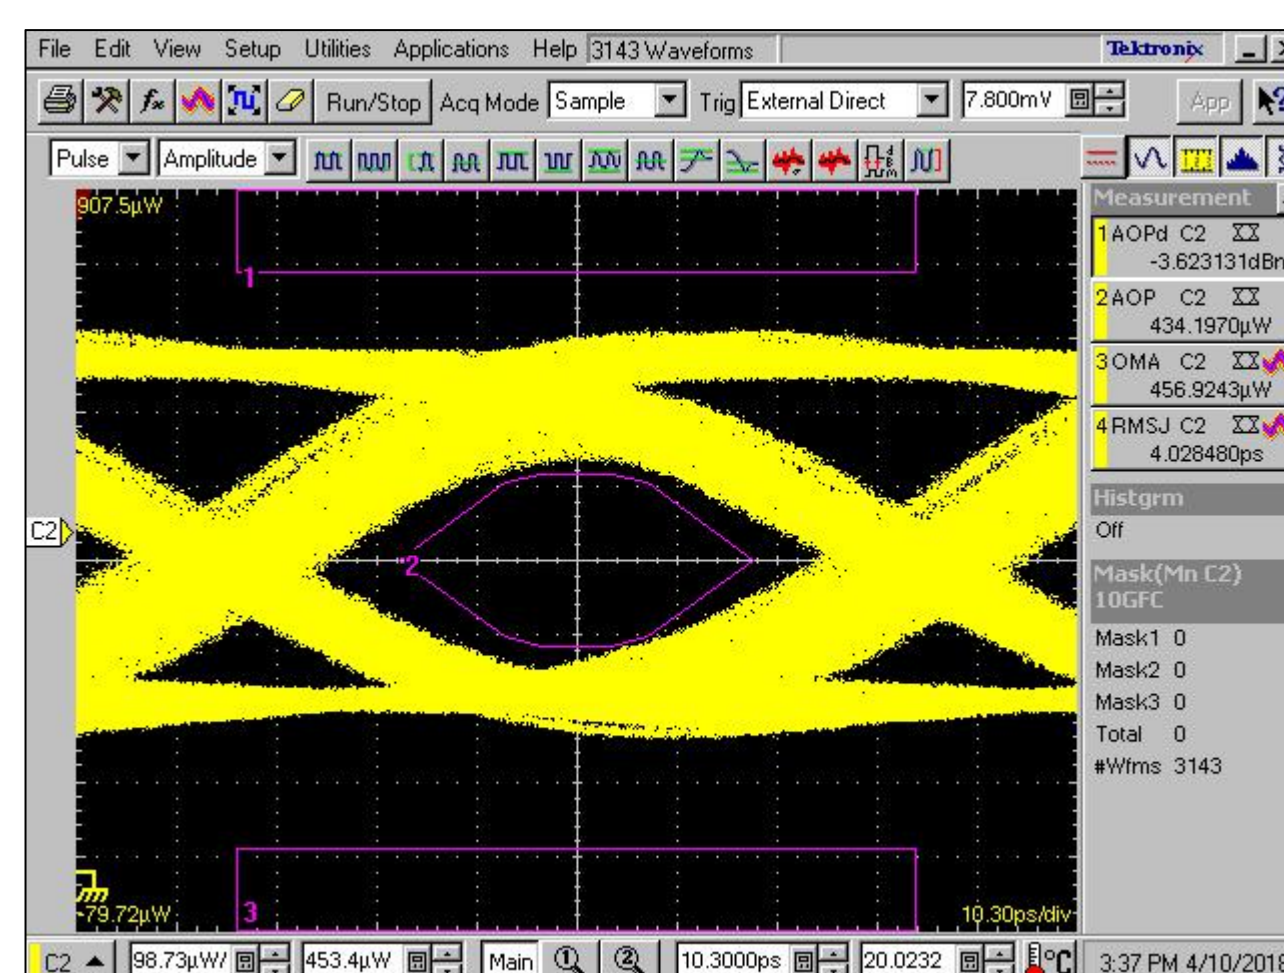 File Edit View Setup Utilities Applications Help 3143 Waveforms Tektronix
Run/Stop Acq Mode Sample Trig External Direct 7.800mV App
Pulse Amplitude
907.5µW
Measurement
1 AOPd C2
-3.623131dBm
2 AOP C2
434.1970µW
3 OMA C2
456.9243µW
4 RMSJ C2
4.028480ps
1
Histgrm
C2
Off
2
Mask(Mn C2)
10GFC
Mask1 0
Mask2 0
Mask3 0
Total 0
#Wfms 3143
3
-79.72µW
10.30ps/div
C2 98.73µW/ 453.4µW Main 1 2 10.3000ps 20.0232 °C 3:37 PM 4/10/201